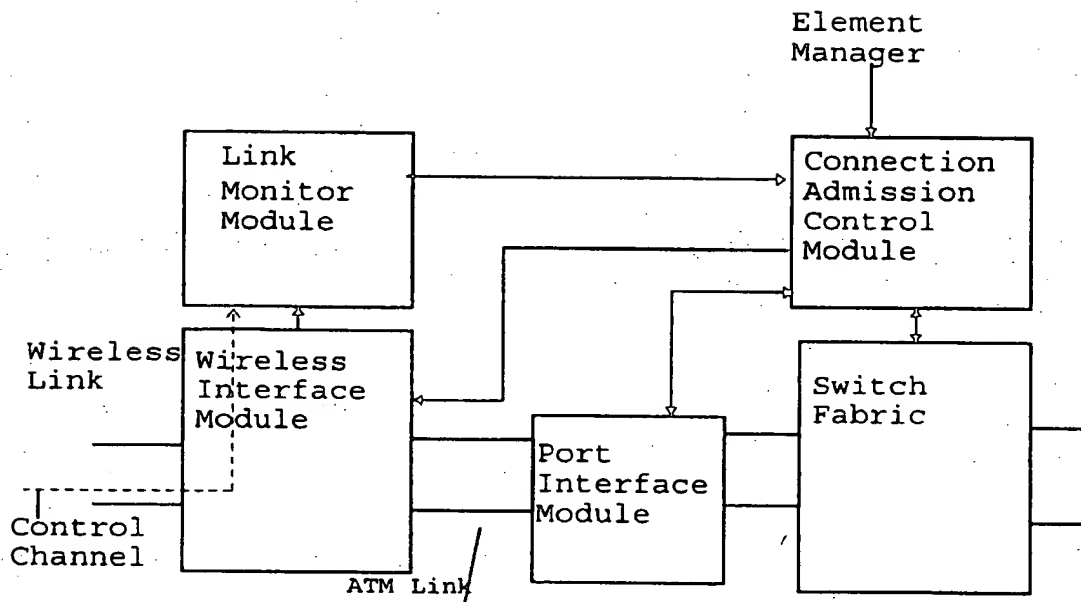 Element
Manager
Link
Monitor
Module
Connection
Admission
Control
Module
Wireless
Link
Wireless
Interface
Module
Switch
Fabric
Port
Interface
Module
Control
Channel
ATM Link